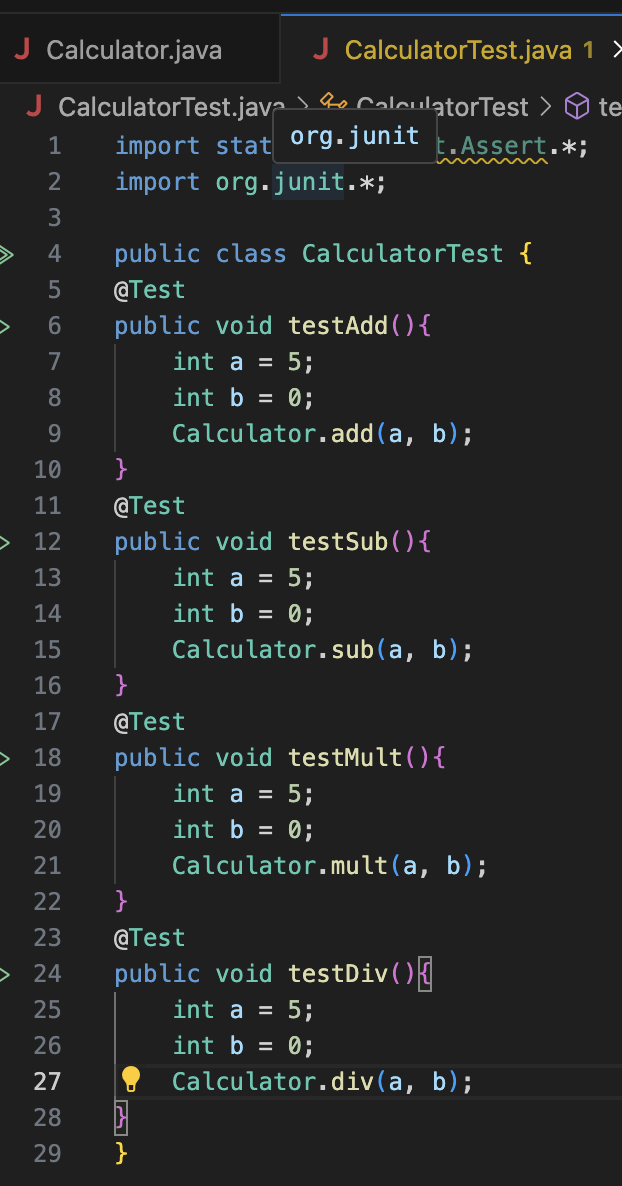 J Calculator.java
J CalculatorTest.java 1
J CalculatorTest.java > CalculatorTest > te
org.junit
1 import stat t.Assert.*;
2 import org.junit.*;
3
4 public class CalculatorTest {
5 @Test
6 public void testAdd(){
7 int a = 5;
8 int b = 0;
9 Calculator.add(a, b);
10 }
11 @Test
12 public void testSub(){
13 int a = 5;
14 int b = 0;
15 Calculator.sub(a, b);
16 }
17 @Test
18 public void testMult(){
19 int a = 5;
20 int b = 0;
21 Calculator.mult(a, b);
22 }
23 @Test
24 public void testDiv(){
25 int a = 5;
26 int b = 0;
27 Calculator.div(a, b);
28 }
29 }